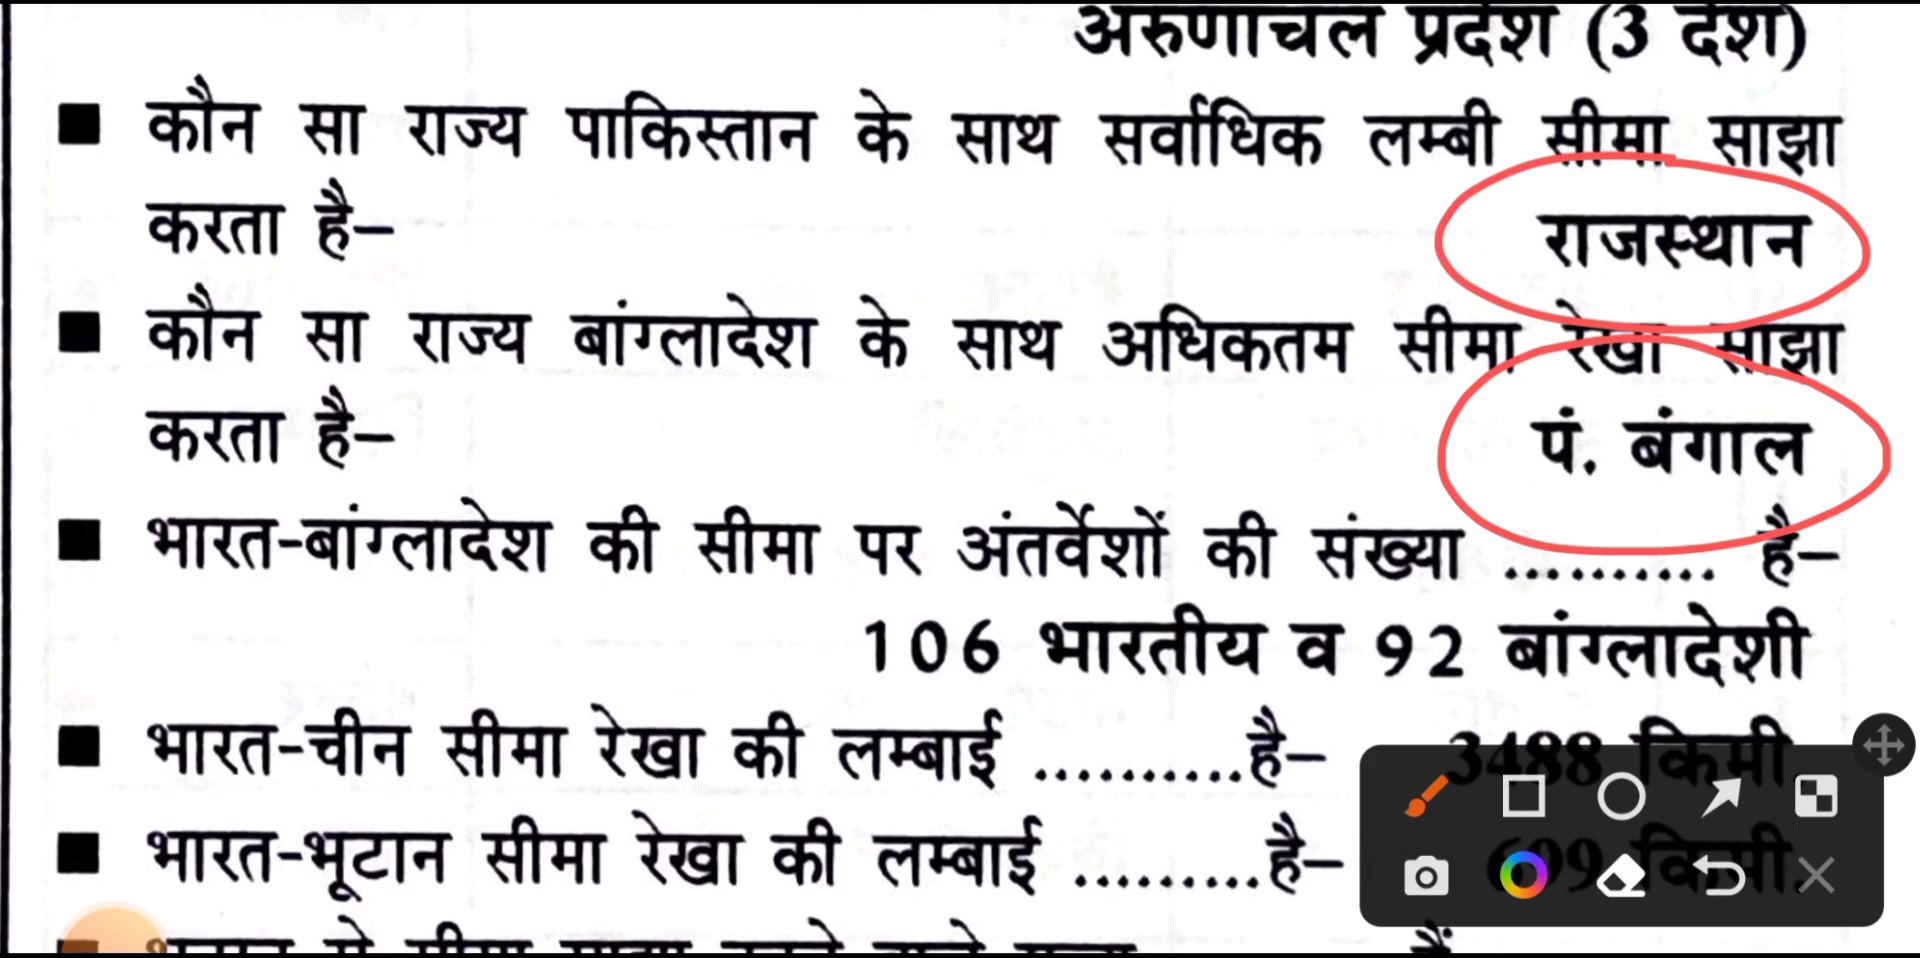 अरुणाचल प्रदेश (3 देश)
■ कौन सा राज्य पाकिस्तान के साथ सर्वाधिक लम्बी सीमा साझा
करता है– राजस्थान
■ कौन सा राज्य बांग्लादेश के साथ अधिकतम सीमा रेखा साझा
करता है– पं. बंगाल
■ भारत-बांग्लादेश की सीमा पर अंतर्वेशों की संख्या .......... है–
106 भारतीय व 92 बांग्लादेशी
■ भारत-चीन सीमा रेखा की लम्बाई ..........है– 3488 किमी
■ भारत-भूटान सीमा रेखा की लम्बाई .........है– 699 किमी.